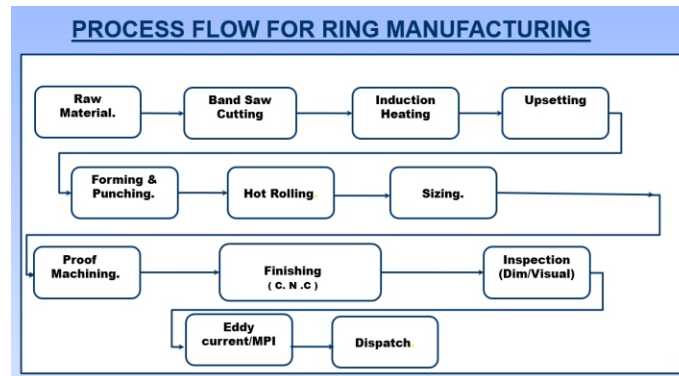 PROCESS FLOW FOR RING MANUFACTURING
Raw
Material.
Band Saw
Cutting
Induction
Heating
Upsetting
Forming &
Punching.
Hot Rolling.
Sizing.
Proof
Machining.
Finishing
( C. N .C )
Inspection
(Dim/Visual)
Eddy
current/MPI
Dispatch.